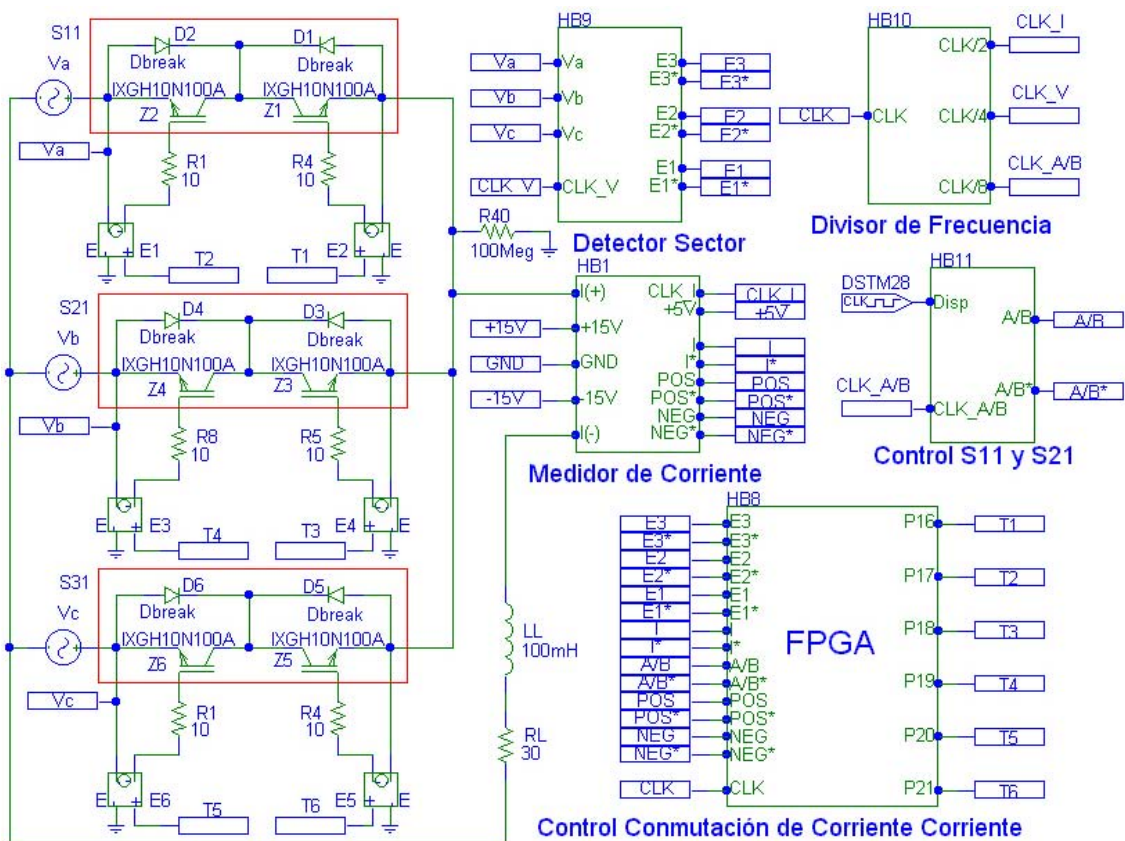 S11
Va
D2
D1
Dbreak
Dbreak
IXGH10N100A
IXGH10N100A
Z2
Z1
Va
R1
10
R4
10
E
E1
E2
E
T2
T1
S21
Vb
D4
D3
Dbreak
Dbreak
IXGH10N100A
IXGH10N100A
Z4
Z3
Vb
R8
10
R5
10
E
E3
E4
E
T4
T3
S31
Vc
D6
D5
Dbreak
Dbreak
IXGH10N100A
IXGH10N100A
Z6
Z5
Vc
R1
10
R4
10
E
E6
E5
E
T5
T6
R40
100Meg
LL
100mH
RL
30
HB9
Va
Va
Vb
Vb
Vc
Vc
CLK_V
CLK_V
E3
E3
E3*
E3*
E2
E2
E2*
E2*
E1
E1
E1*
E1*
Detector Sector
HB10
CLK
CLK
CLK/2
CLK_I
CLK/4
CLK_V
CLK/8
CLK_A/B
Divisor de Frecuencia
HB1
I(+)
+15V
+15V
GND
GND
-15V
-15V
I(-)
CLK_I
CLK_I
+5V
+5V
I
I
I*
I*
POS
POS
POS*
POS*
NEG
NEG
NEG*
NEG*
Medidor de Corriente
HB11
DSTM28
CLK
Disp
CLK_A/B
CLK_A/B
A/B
A/B
A/B*
A/B*
Control S11 y S21
HB8
E3
E3
E3*
E3*
E2
E2
E2*
E2*
E1
E1
E1*
E1*
I
I
I*
I*
A/B
A/B
A/B*
A/B*
POS
POS
POS*
POS*
NEG
NEG
NEG*
NEG*
CLK
CLK
FPGA
P16
T1
P17
T2
P18
T3
P19
T4
P20
T5
P21
T6
Control Conmutación de Corriente Corriente